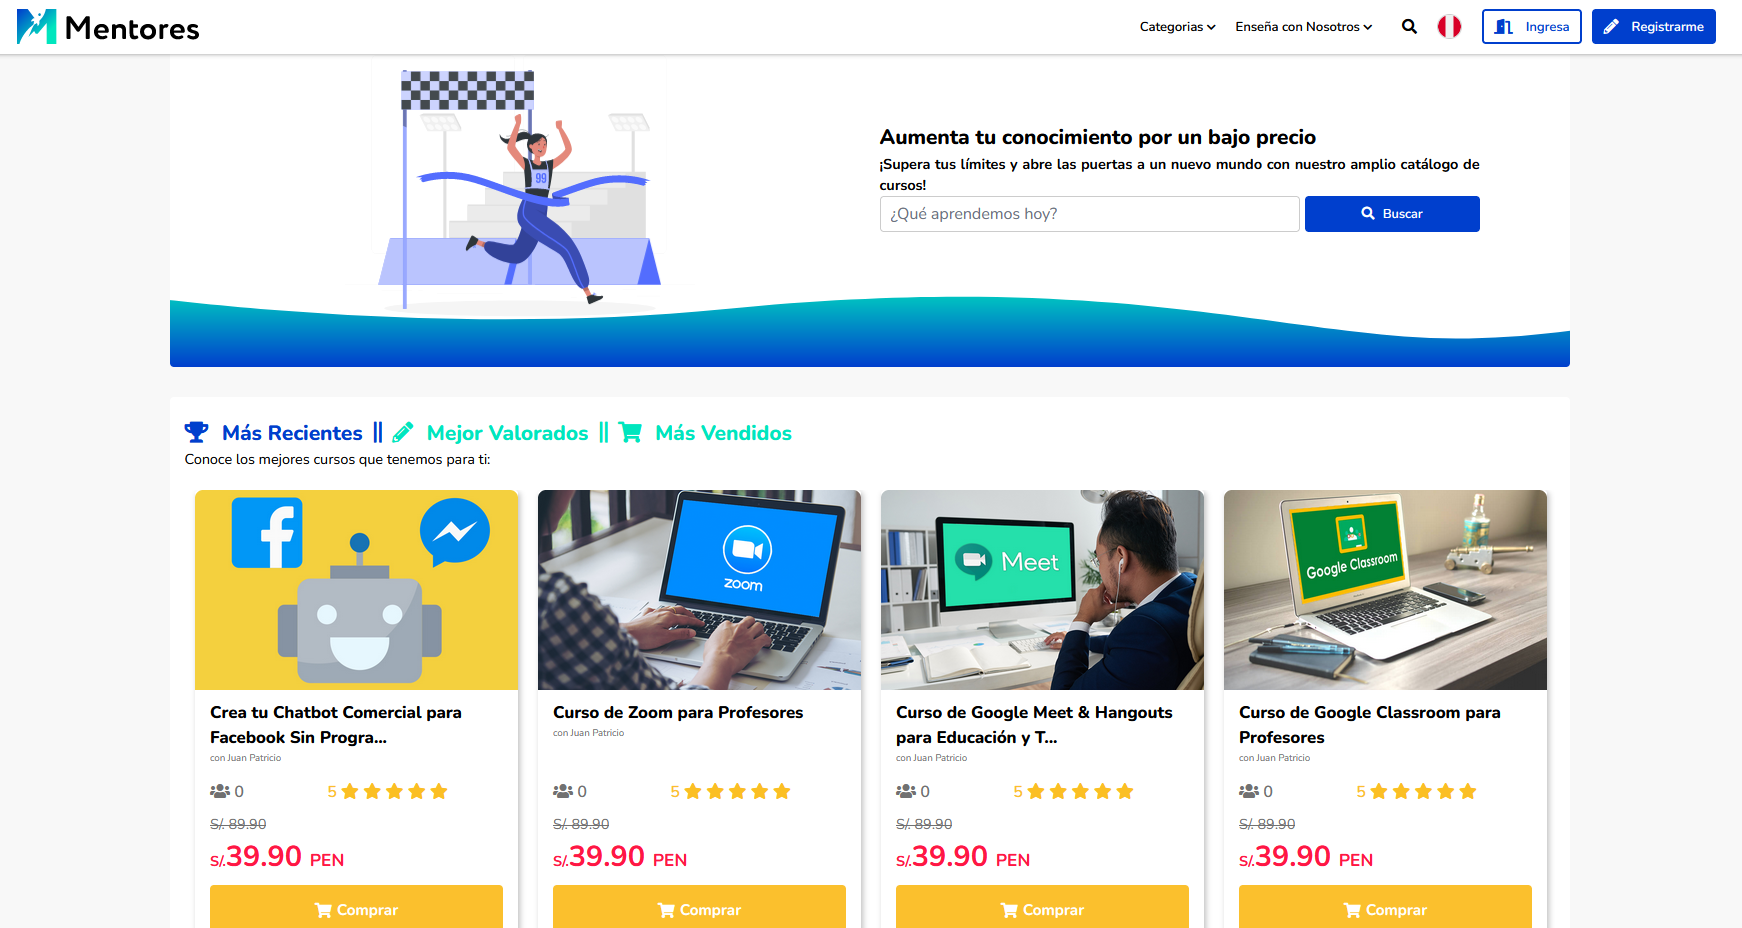 Mentores
Categorias
Enseña con Nosotros
Ingresa
Registrarme
99
Aumenta tu conocimiento por un bajo precio
¡Supera tus límites y abre las puertas a un nuevo mundo con nuestro amplio catálogo de
cursos!
¿Qué aprendemos hoy?
Buscar
Más Recientes || Mejor Valorados || Más Vendidos
Conoce los mejores cursos que tenemos para ti:
zoom
Meet
Google Classroom
Crea tu Chatbot Comercial para
Facebook Sin Progra...
con Juan Patricio
0
5
S/. 89.90
S/.39.90 PEN
Comprar
Curso de Zoom para Profesores
con Juan Patricio
0
5
S/. 89.90
S/.39.90 PEN
Comprar
Curso de Google Meet & Hangouts
para Educación y T...
con Juan Patricio
0
5
S/. 89.90
S/.39.90 PEN
Comprar
Curso de Google Classroom para
Profesores
con Juan Patricio
0
5
S/. 89.90
S/.39.90 PEN
Comprar